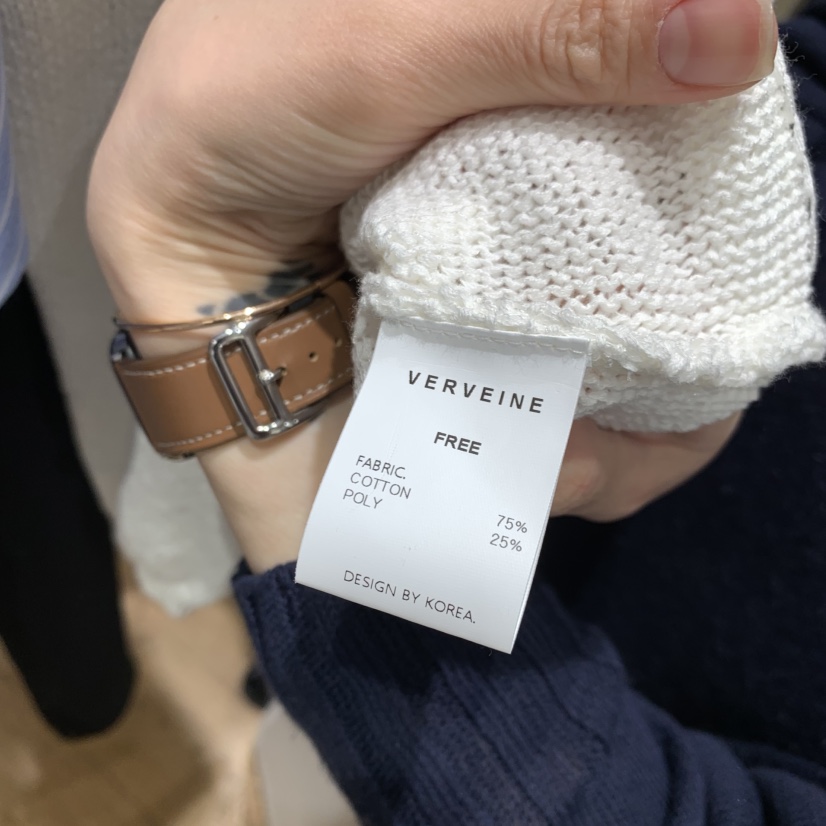 VERVEINE
FREE
FABRIC.
COTTON
POLY
75%
25%
DESIGN BY KOREA.